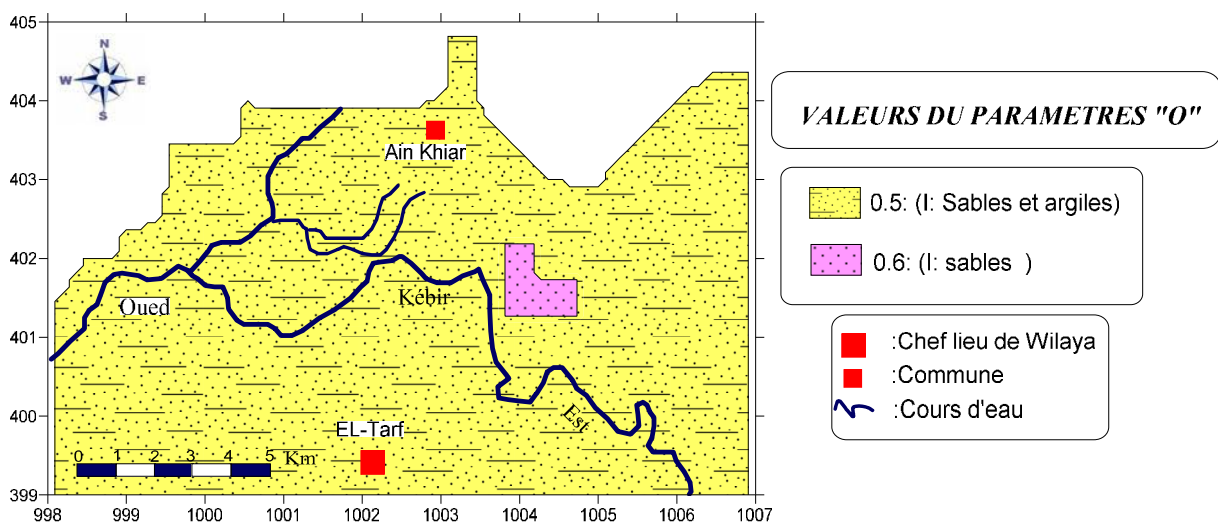 405
404
403
402
401
400
399
998 999 1000 1001 1002 1003 1004 1005 1006 1007
N
W E
S
Ain Khiar
Oued
Kébir
Est
EL-Tarf
0 1 2 3 4 5 Km
VALEURS DU PARAMETRES "O"
0.5: (I: Sables et argiles)
0.6: (I: sables )
:Chef lieu de Wilaya
:Commune
:Cours d'eau